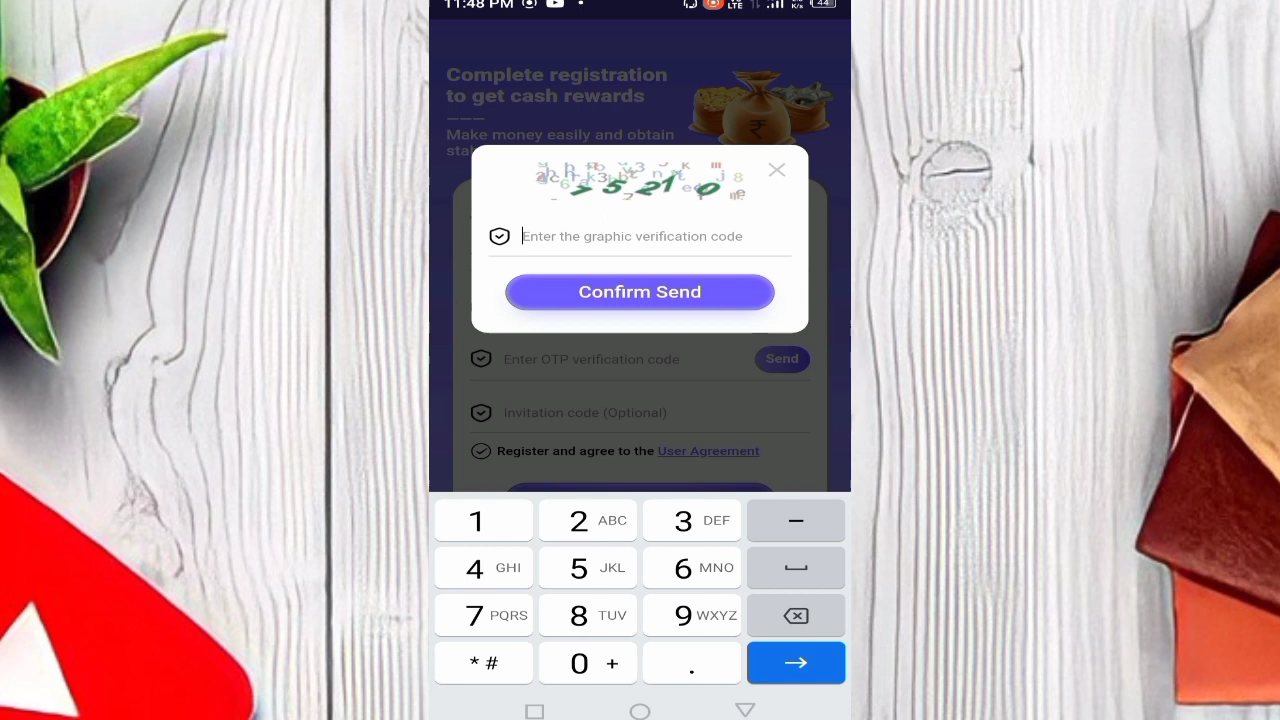 11:48 PM
LTE
K/s
44
Complete registration
to get cash rewards
Make money easily and obtain
Enter the graphic verification code
Confirm Send
Enter OTP verification code
Send
Invitation code (Optional)
Register and agree to the User Agreement
1
2 ABC
3 DEF
–
4 GHI
5 JKL
6 MNO
7 PQRS
8 TUV
9 WXYZ
* #
0 +
.